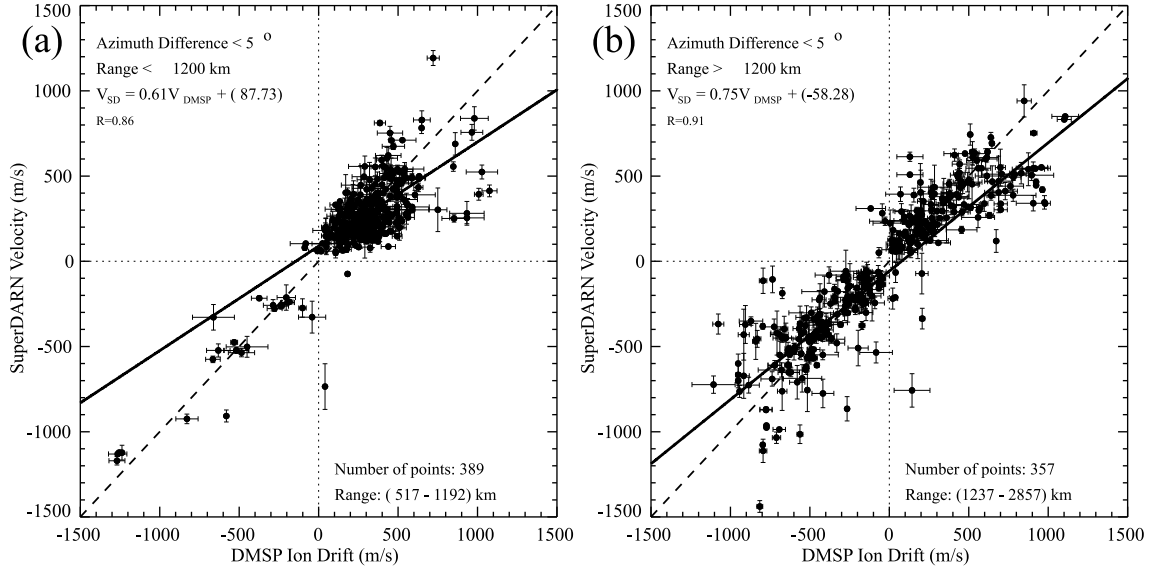 (a)
Azimuth Difference < 5 °
Range < 1200 km
V_SD = 0.61V_DMSP + ( 87.73)
R=0.86
Number of points: 389
Range: ( 517 - 1192) km
1500
1000
500
0
-500
-1000
-1500
-1500 -1000 -500 0 500 1000 1500
SuperDARN Velocity (m/s)
DMSP Ion Drift (m/s)
(b)
Azimuth Difference < 5 °
Range > 1200 km
V_SD = 0.75V_DMSP + (-58.28)
R=0.91
Number of points: 357
Range: (1237 - 2857) km
1500
1000
500
0
-500
-1000
-1500
-1500 -1000 -500 0 500 1000 1500
SuperDARN Velocity (m/s)
DMSP Ion Drift (m/s)